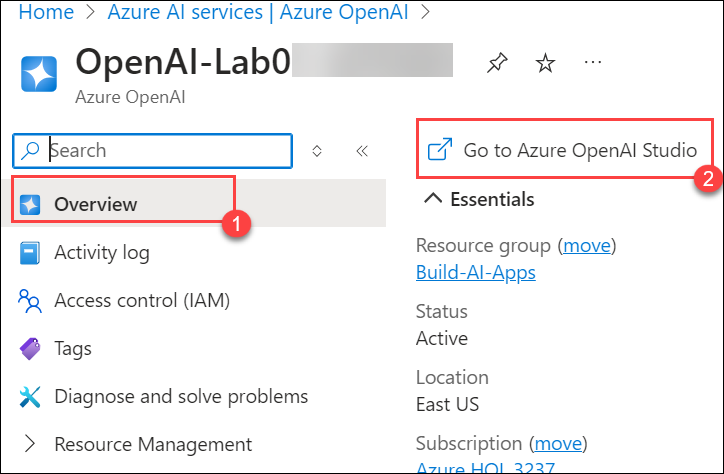 Home > Azure AI services | Azure OpenAI >
OpenAI-Lab0
Azure OpenAI
Search
Overview
1
Activity log
Access control (IAM)
Tags
Diagnose and solve problems
Resource Management
Go to Azure OpenAI Studio
2
Essentials
Resource group (move)
Build-AI-Apps
Status
Active
Location
East US
Subscription (move)
Azure HOL 3237